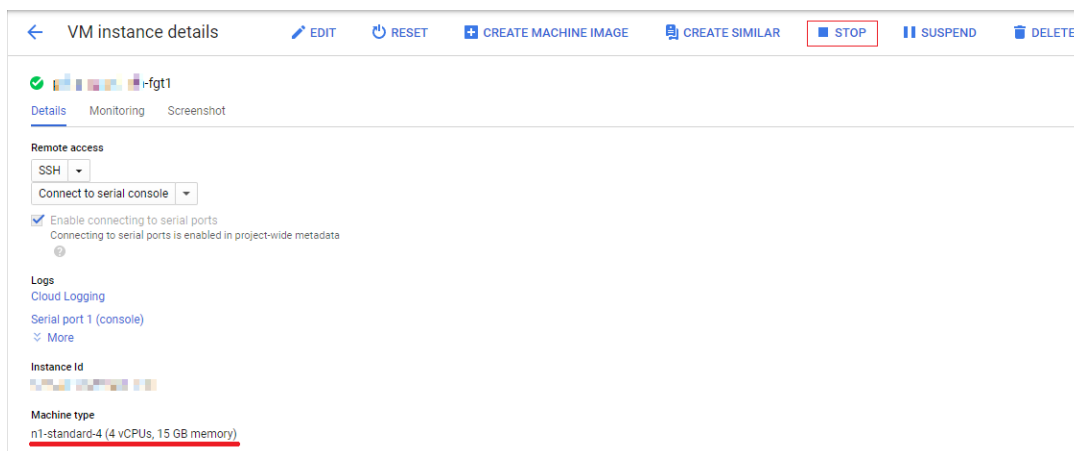 VM instance details EDIT RESET CREATE MACHINE IMAGE CREATE SIMILAR STOP SUSPEND DELETE
-fgt1
Details Monitoring Screenshot
Remote access
SSH
Connect to serial console
Enable connecting to serial ports
Connecting to serial ports is enabled in project-wide metadata
?
Logs
Cloud Logging
Serial port 1 (console)
More
Instance Id
Machine type
n1-standard-4 (4 vCPUs, 15 GB memory)